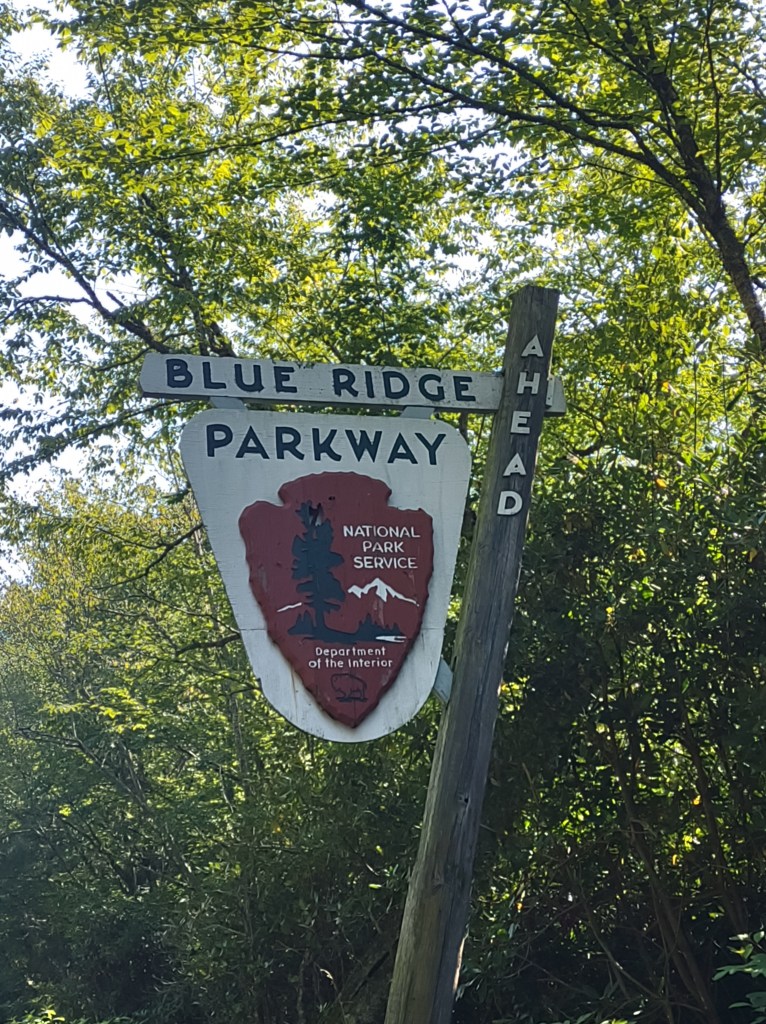 BLUE RIDGE
PARKWAY
NATIONAL
PARK
SERVICE
Department
of the Interior
AHEAD